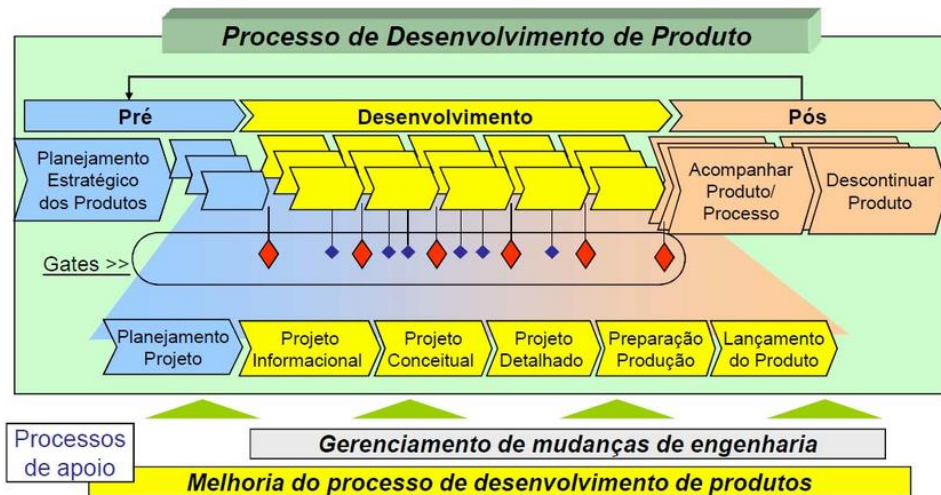 Processo de Desenvolvimento de Produto
Pré
Desenvolvimento
Pós
Planejamento
Estratégico
dos Produtos
Acompanhar
Produto/
Processo
Descontinuar
Produto
Gates >>
Planejamento
Projeto
Projeto
Informacional
Projeto
Conceitual
Projeto
Detalhado
Preparação
Produção
Lançamento
do Produto
Processos
de apoio
Gerenciamento de mudanças de engenharia
Melhoria do processo de desenvolvimento de produtos